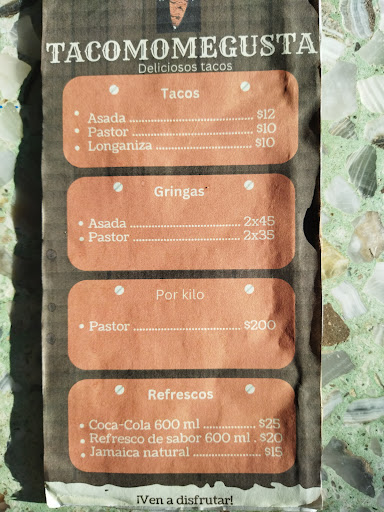 TACOMOMEGUSTA
Deliciosos tacos
Tacos
• Asada ................................ $12
• Pastor ............................... $10
• Longaniza ......................... $10
Gringas
• Asada ............................ 2x45
• Pastor ........................... 2x35
Por kilo
• Pastor ............................ $200
Refrescos
• Coca-Cola 600 ml .............. $25
• Refresco de sabor 600 ml . $20
• Jamaica natural ................. $15
¡Ven a disfrutar!